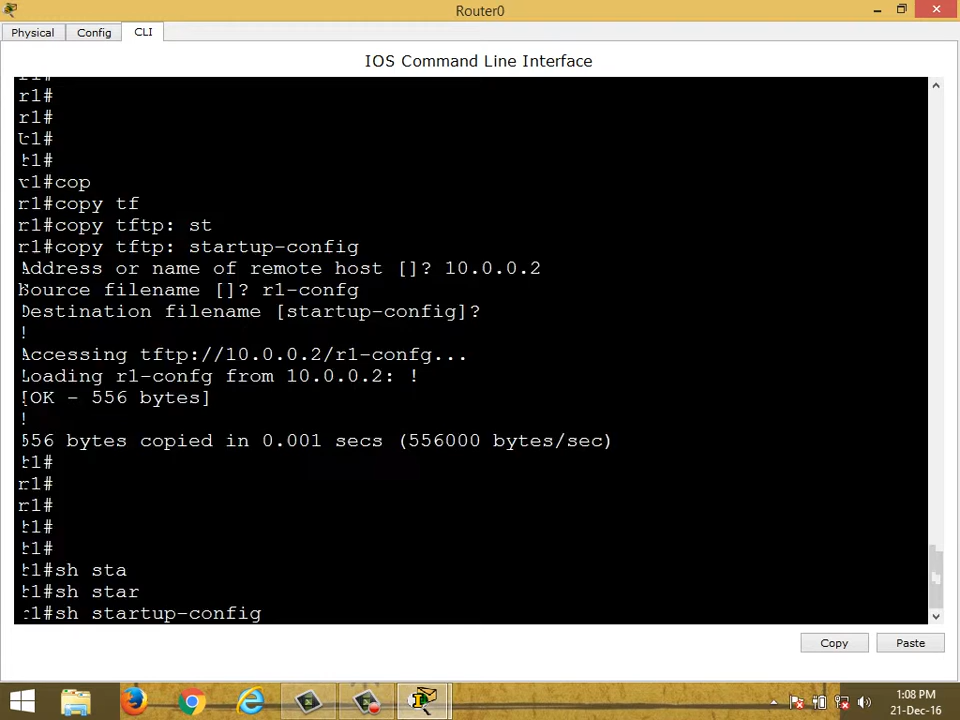 Router0
Physical
Config
CLI
IOS Command Line Interface
r1#
r1#
r1#
r1#
r1#cop
r1#copy tf
r1#copy tftp: st
r1#copy tftp: startup-config
Address or name of remote host []? 10.0.0.2
Source filename []? r1-confg
Destination filename [startup-config]?
!
Accessing tftp://10.0.0.2/r1-confg...
Loading r1-confg from 10.0.0.2: !
[OK - 556 bytes]
!
556 bytes copied in 0.001 secs (556000 bytes/sec)
r1#
r1#
r1#
r1#
r1#
r1#sh sta
r1#sh star
r1#sh startup-config
Copy
Paste
1:08 PM
21-Dec-16